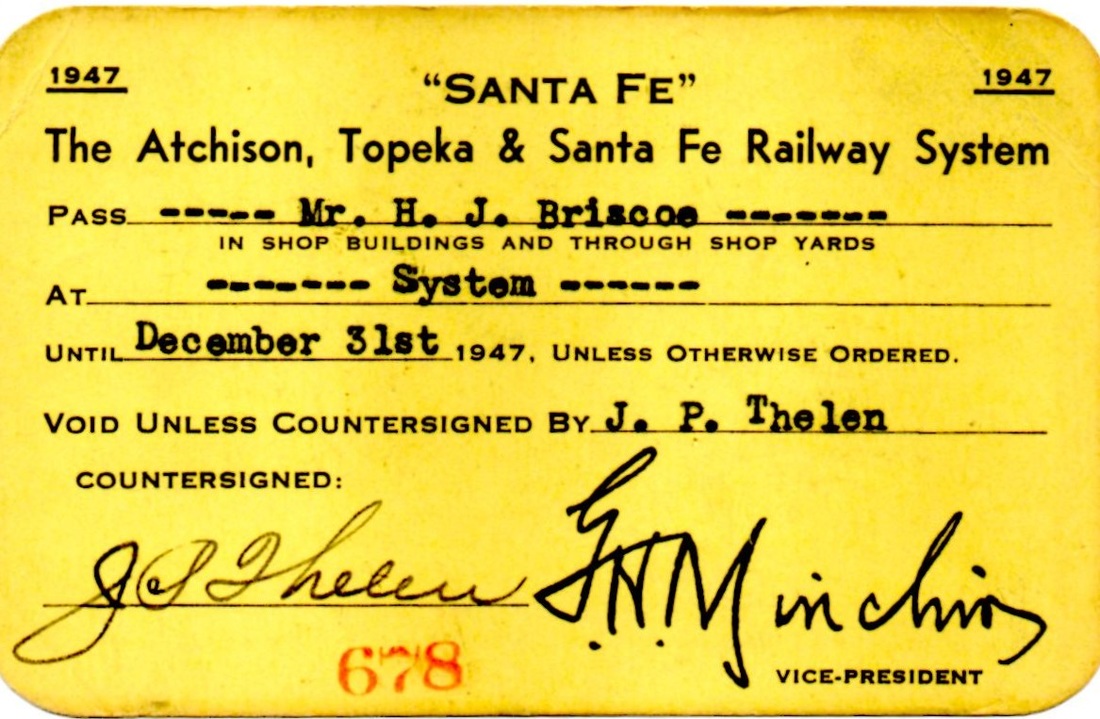 1947 "SANTA FE" 1947
The Atchison, Topeka & Santa Fe Railway System
PASS ----- Mr. H. J. Briscoe -------
IN SHOP BUILDINGS AND THROUGH SHOP YARDS
AT ------- System ------
UNTIL December 31st 1947, UNLESS OTHERWISE ORDERED.
VOID UNLESS COUNTERSIGNED BY J. P. Thelen
COUNTERSIGNED:
J P Thelen G. H. Minchin
678
VICE-PRESIDENT